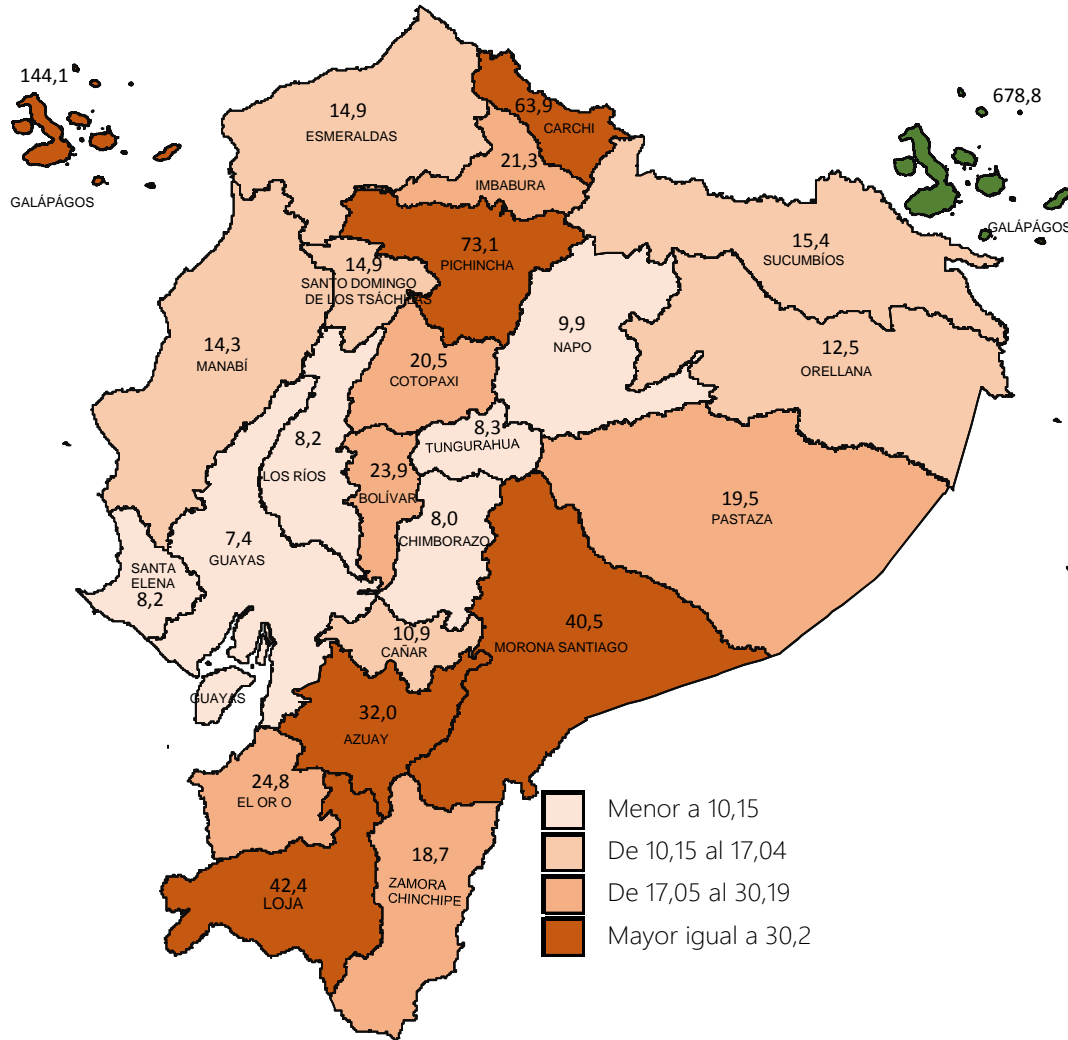 144,1
GALÁPÁGOS
678,8
GALÁPÁGOS
14,9
ESMERALDAS
63,9
CARCHI
21,3
IMBABURA
73,1
PICHINCHA
15,4
SUCUMBÍOS
14,9
SANTO DOMINGO
DE LOS TSÁCHILAS
9,9
NAPO
12,5
ORELLANA
14,3
MANABÍ
20,5
COTOPAXI
8,3
TUNGURAHUA
8,2
LOS RÍOS
23,9
BOLÍVAR
19,5
PASTAZA
8,0
CHIMBORAZO
7,4
GUAYAS
SANTA
ELENA
8,2
40,5
MORONA SANTIAGO
10,9
CAÑAR
GUAYAS
32,0
AZUAY
24,8
EL OR O
42,4
LOJA
18,7
ZAMORA
CHINCHIPE
Menor a 10,15
De 10,15 al 17,04
De 17,05 al 30,19
Mayor igual a 30,2